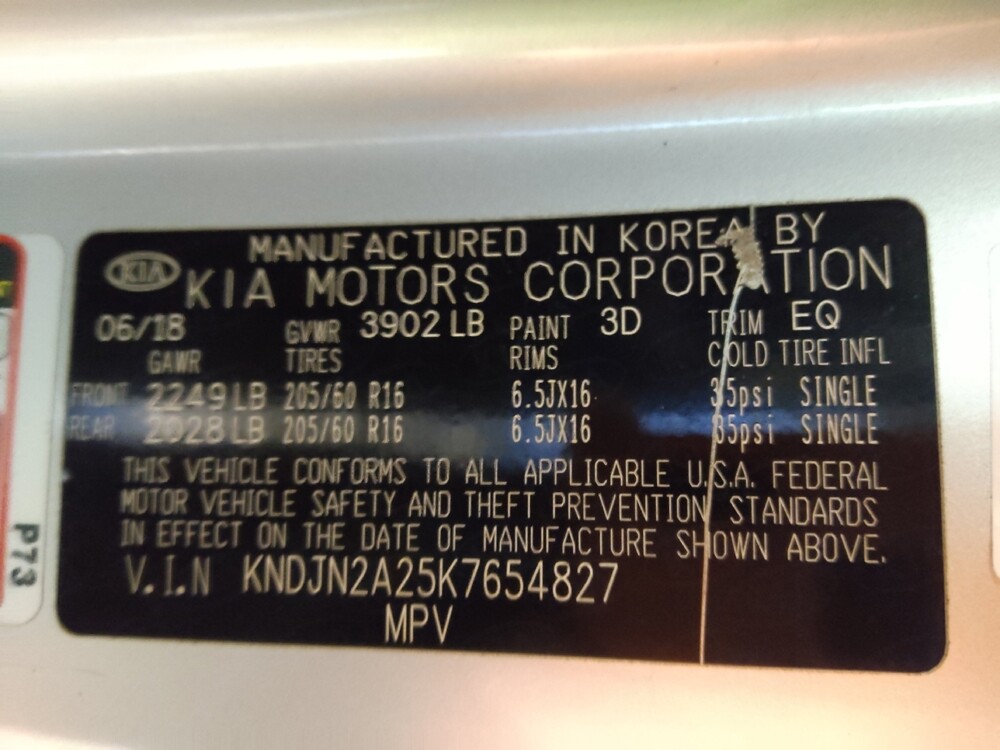 MANUFACTURED IN KOREA BY
KIA KIA MOTORS CORPORATION
06/18 GVWR 3902 LB PAINT 3D TRIM EQ
GAWR TIRES RIMS COLD TIRE INFL
FRONT 2249 LB 205/60 R16 6.5JX16 35psi SINGLE
REAR 2028 LB 205/60 R16 6.5JX16 35psi SINGLE
THIS VEHICLE CONFORMS TO ALL APPLICABLE U.S.A. FEDERAL
MOTOR VEHICLE SAFETY AND THEFT PREVENTION STANDARDS
IN EFFECT ON THE DATE OF MANUFACTURE SHOWN ABOVE.
V.I.N KNDJN2A25K7654827
MPV
P73